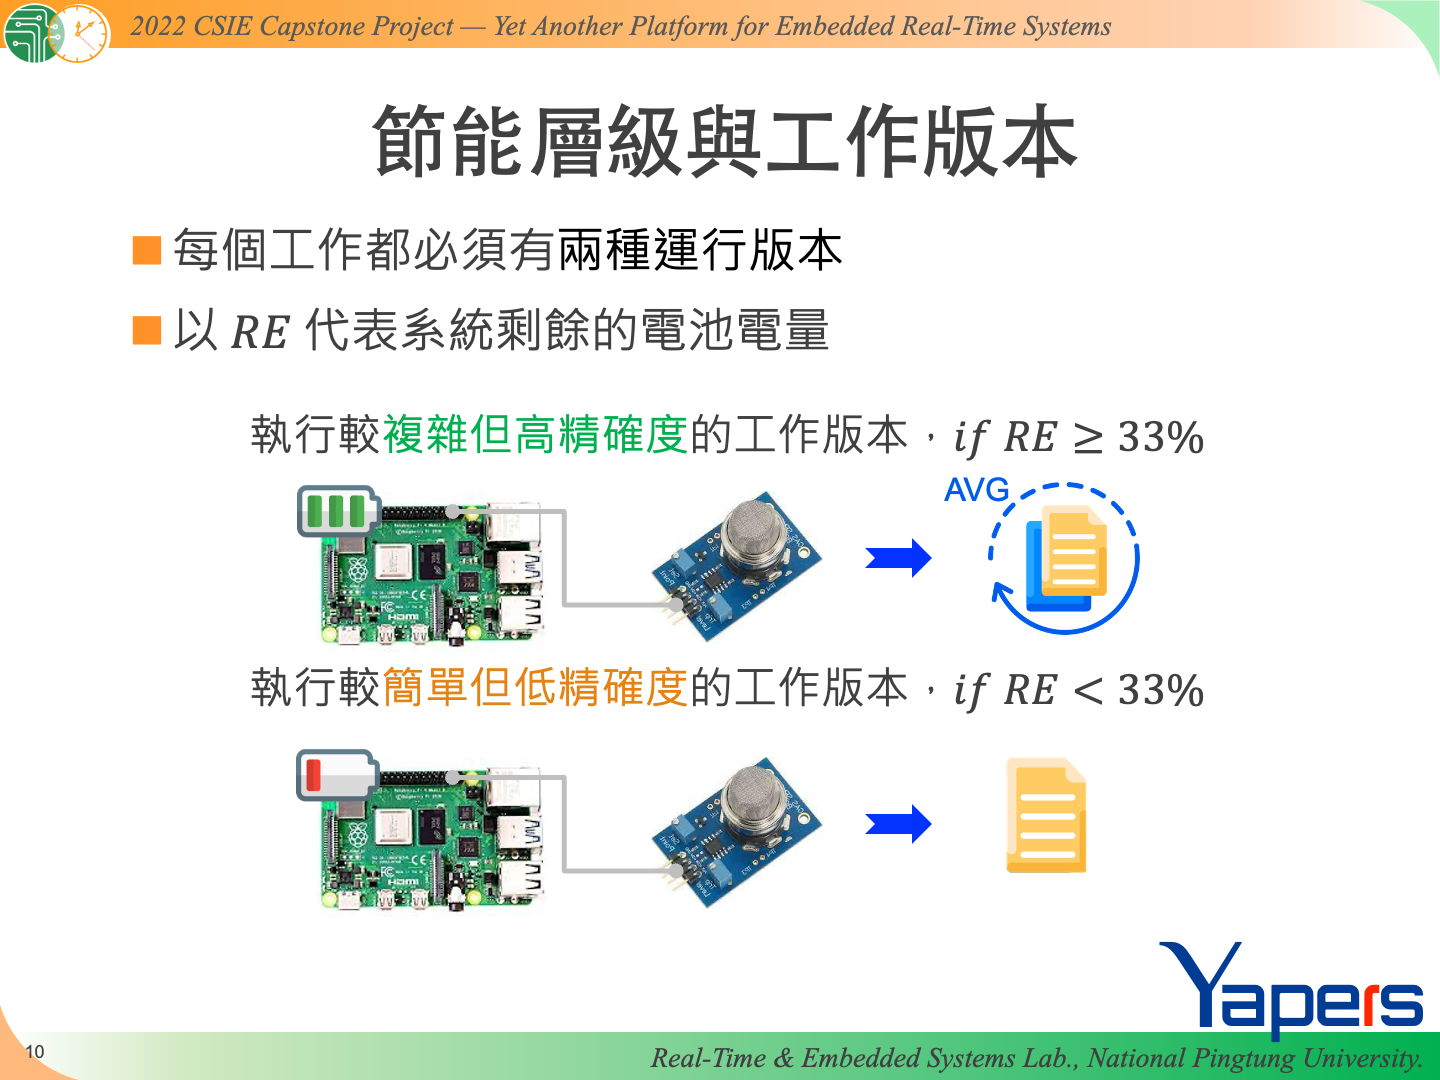 2022 CSIE Capstone Project — Yet Another Platform for Embedded Real-Time Systems
節能層級與工作版本
每個工作都必須有兩種運行版本
以 RE 代表系統剩餘的電池電量
執行較複雜但高精確度的工作版本，if RE ≥ 33%
AVG
執行較簡單但低精確度的工作版本，if RE < 33%
Yapers
10
Real-Time & Embedded Systems Lab., National Pingtung University.